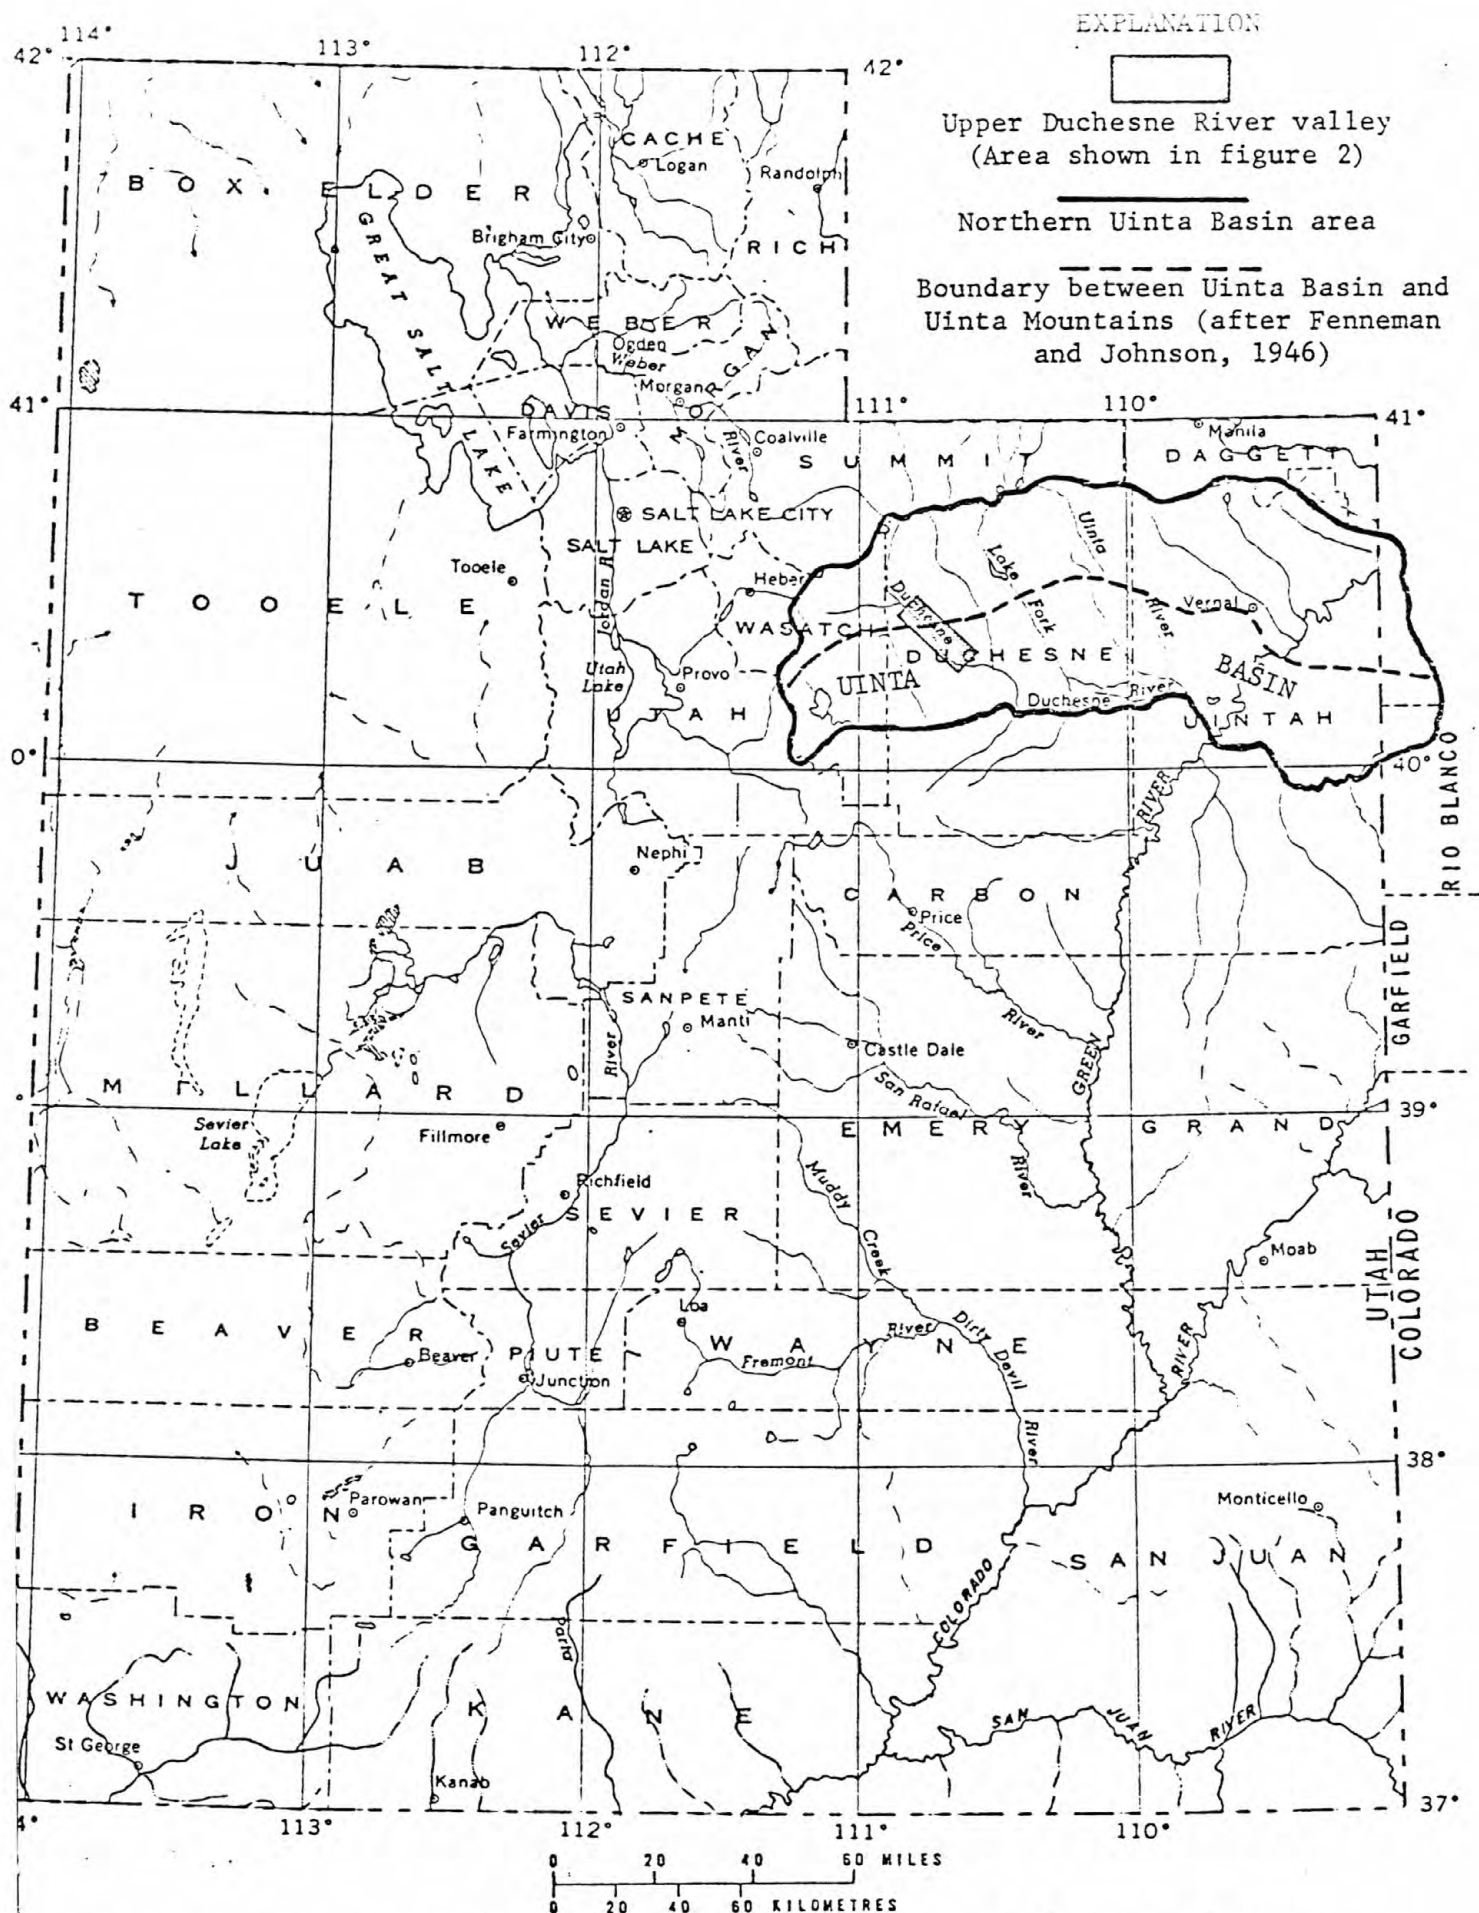 EXPLANATION
Upper Duchesne River valley
(Area shown in figure 2)
Northern Uinta Basin area
Boundary between Uinta Basin and
Uinta Mountains (after Fenneman
and Johnson, 1946)
114°
42°
113°
112°
42°
CACHE
Logan
Randolph
BOX ELDER
GREAT SALT LAKE
Brigham City
RICH
WEBER
Ogden
Weber
River
Morgan
MORGAN
41°
111°
110°
41°
DAVIS
Farmington
Coalville
Manila
SUMMIT
DAGGETT
SALT LAKE CITY
SALT LAKE
Tooele
TOOELE
Jordan R
Heber
WASATCH
Uinta
River
Lake
Fork
Duchesne
Vernal
DUCHESNE
Utah
Lake
Provo
UINTA
BASIN
UTAH
Duchesne River
UINTAH
0°
40°
RIO BLANCO
JUAB
Nephi
RIVER
CARBON
Price
Price
River
GARFIELD
SANPETE
Manti
River
Castle Dale
GREEN
MILLARD
San Rafael
River
39°
Sevier
Lake
Fillmore
EMERY
GRAND
Richfield
Muddy
Creek
SEVIER
Sevier
Moab
UTAH
COLORADO
Loa
BEAVER
Beaver
PIUTE
Junction
WAYNE
Fremont
River
Dirty
Devil
River
RIVER
38°
IRON
Parowan
Panguitch
Monticello
GARFIELD
SAN JUAN
COLORADO
Paria
WASHINGTON
KANE
SAN
JUAN
RIVER
St George
Kanab
37°
4°
113°
112°
111°
110°
0 20 40 60 MILES
0 20 40 60 KILOMETRES